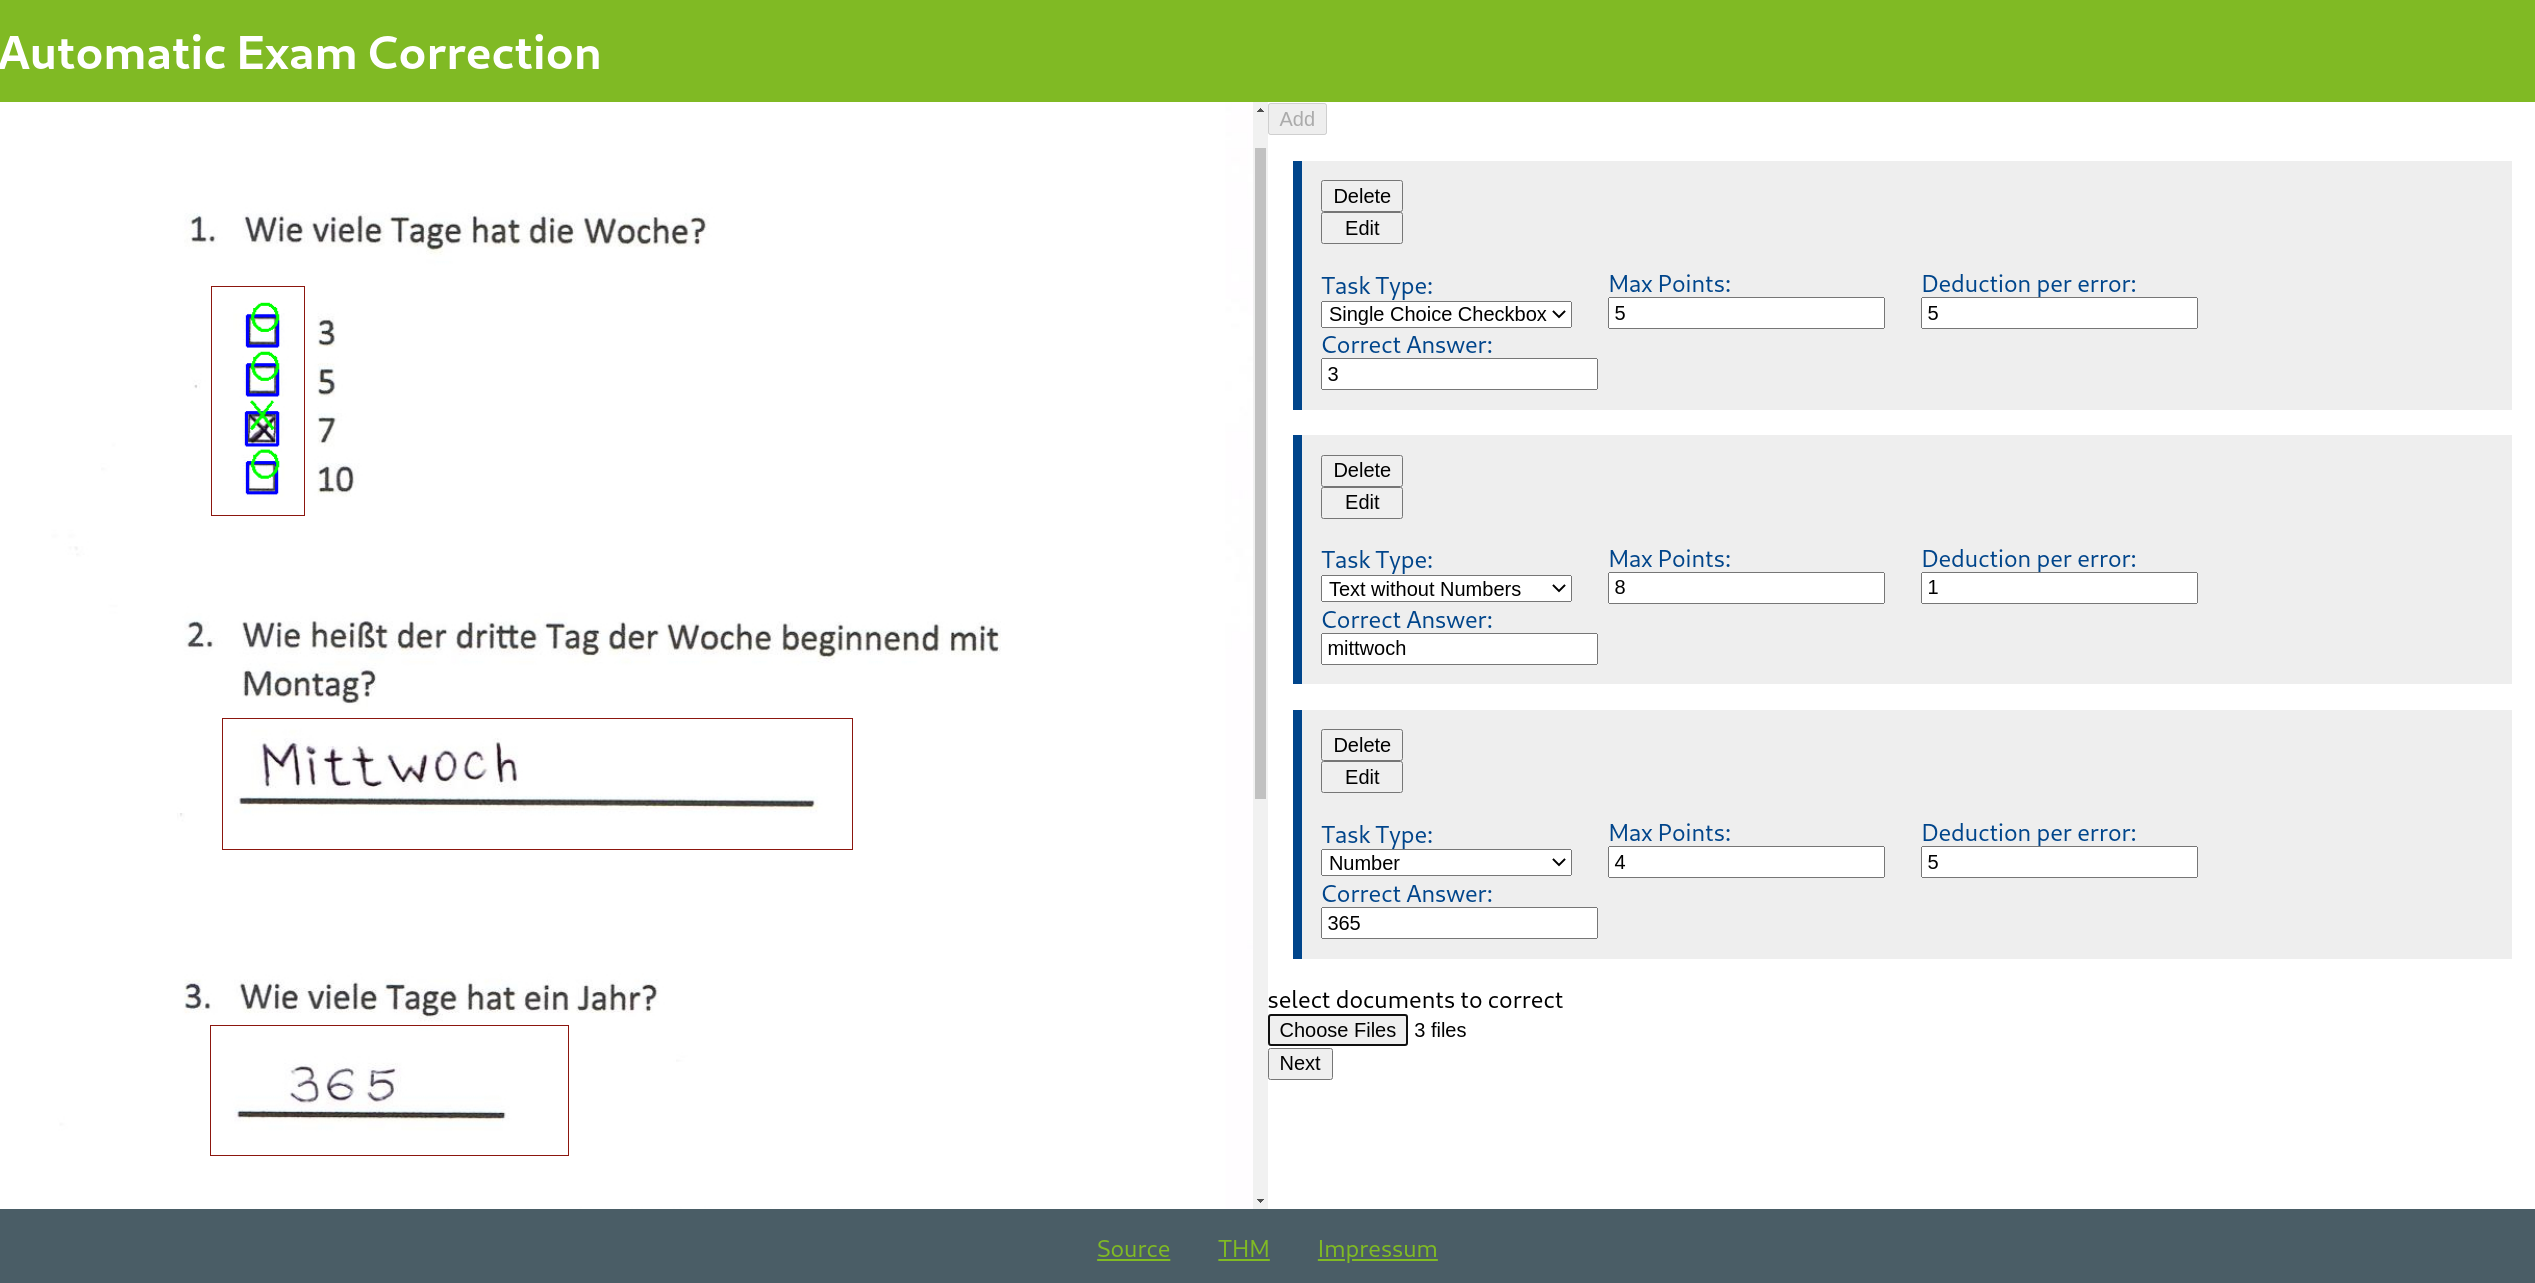 Automatic Exam Correction
1. Wie viele Tage hat die Woche?
3
5
7
10
2. Wie heißt der dritte Tag der Woche beginnend mit
Montag?
Mittwoch
3. Wie viele Tage hat ein Jahr?
365
Add
Delete
Edit
Task Type: Max Points: Deduction per error:
Single Choice Checkbox 5 5
Correct Answer:
3
Delete
Edit
Task Type: Max Points: Deduction per error:
Text without Numbers 8 1
Correct Answer:
mittwoch
Delete
Edit
Task Type: Max Points: Deduction per error:
Number 4 5
Correct Answer:
365
select documents to correct
Choose Files 3 files
Next
Source THM Impressum